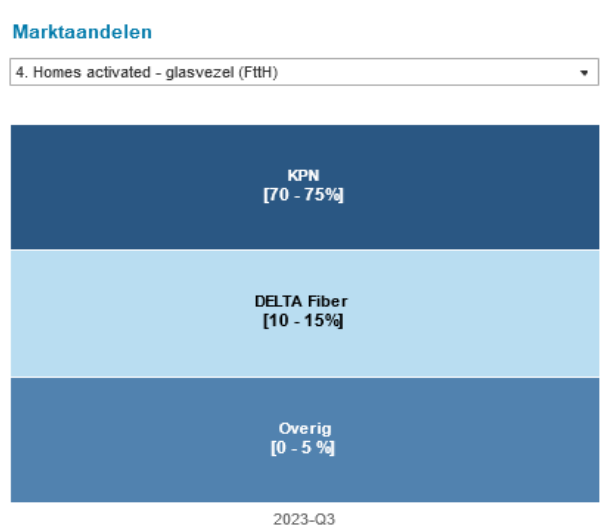 Marktaandelen
4. Homes activated - glasvezel (FttH)
KPN
[70 - 75%]
DELTA Fiber
[10 - 15%]
Overig
[0 - 5 %]
2023-Q3